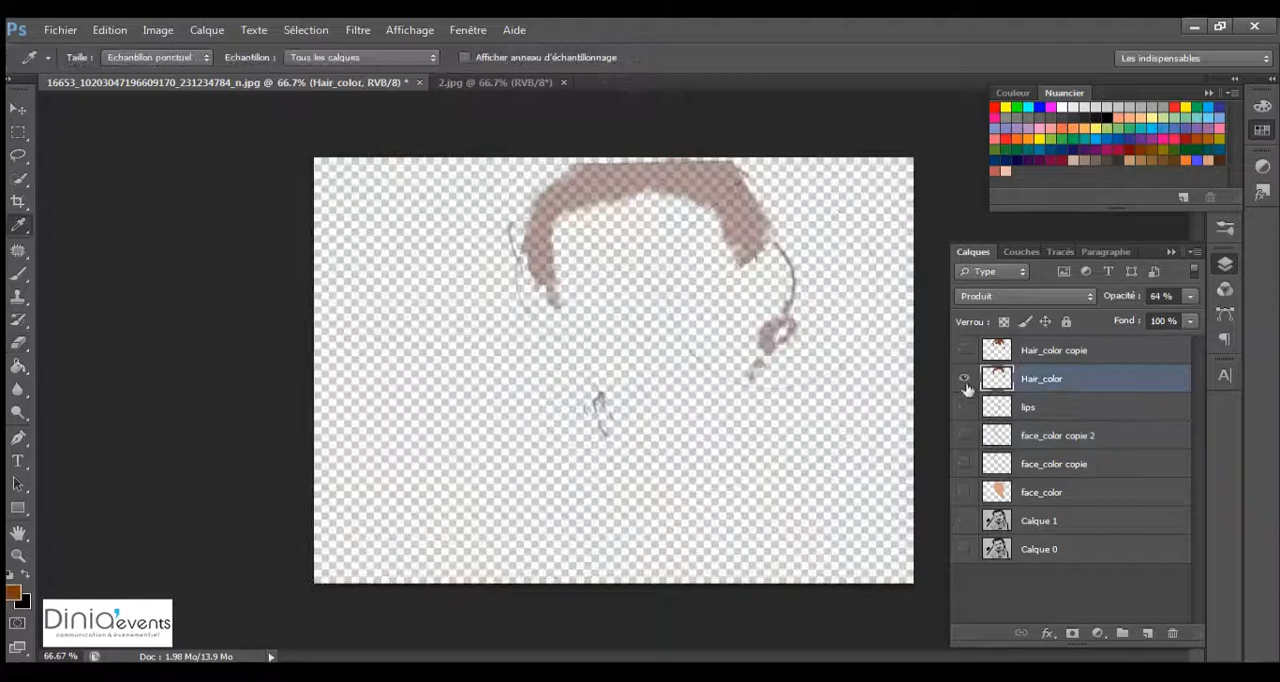 Ps Fichier Edition Image Calque Texte Sélection Filtre Affichage Fenêtre Aide
Taille : Echantillon ponctuel Echantillon : Tous les calques Afficher anneau d'échantillonnage Les indispensables
16653_10203047196609170_231234784_n.jpg @ 66.7% (Hair_color, RVB/8) * × 2.jpg @ 66.7% (RVB/8*) ×
Couleur Nuancier
Calques Couches Tracés Paragraphe
Type
Produit Opacité : 64 %
Verrou : Fond : 100 %
Hair_color copie
Hair_color
lips
face_color copie 2
face_color copie
face_color
Calque 1
Calque 0
Dinia'events
communication & évenementiel
66.67 % Doc : 1.98 Mo/13.9 Mo